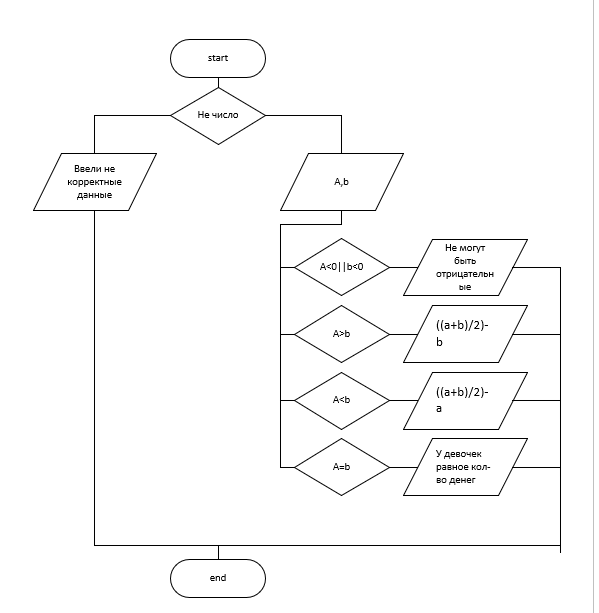 start
Не число
Ввели не
корректные
данные
A,b
A<0||b<0
Не могут
быть
отрицательн
ые
A>b
((a+b)/2)-
b
A<b
((a+b)/2)-
a
A=b
У девочек
равное кол-
во денег
end